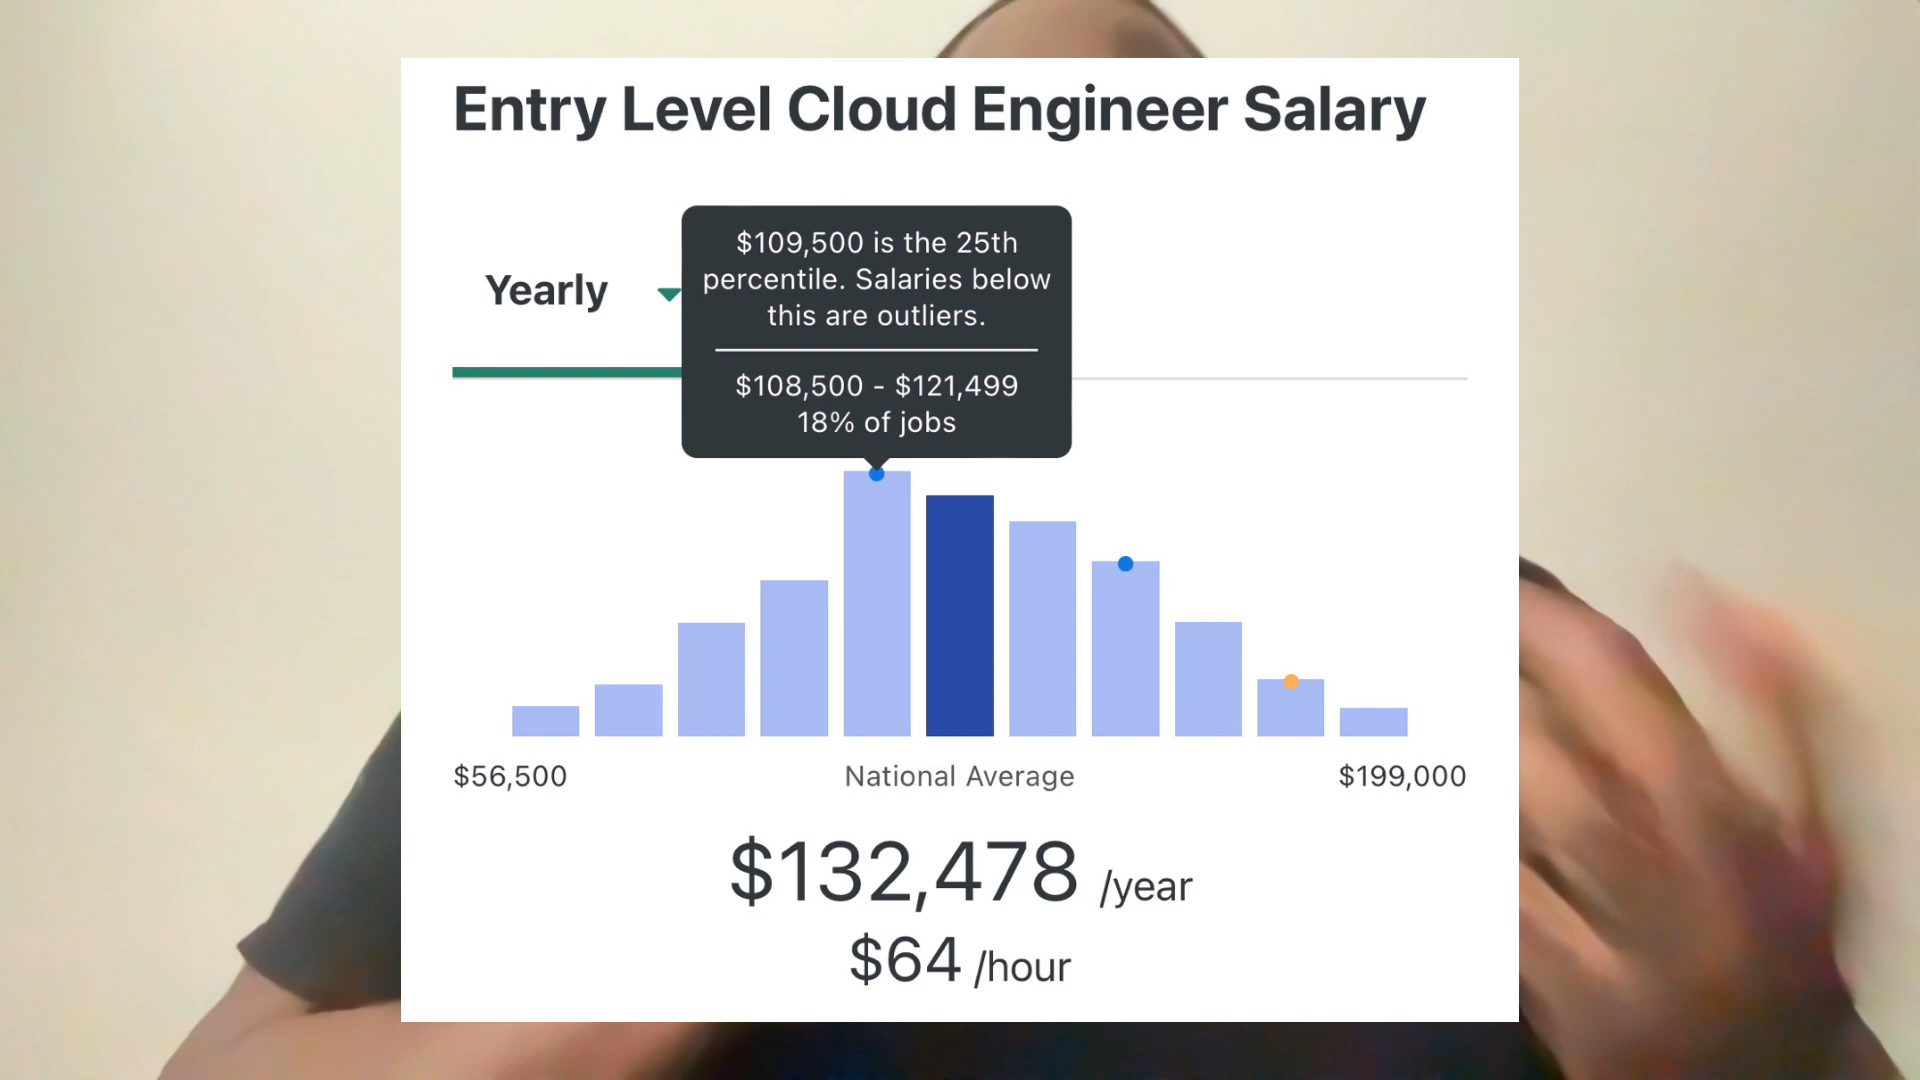 Entry Level Cloud Engineer Salary
Yearly
$109,500 is the 25th
percentile. Salaries below
this are outliers.
$108,500 - $121,499
18% of jobs
$56,500
National Average
$199,000
$132,478 /year
$64 /hour